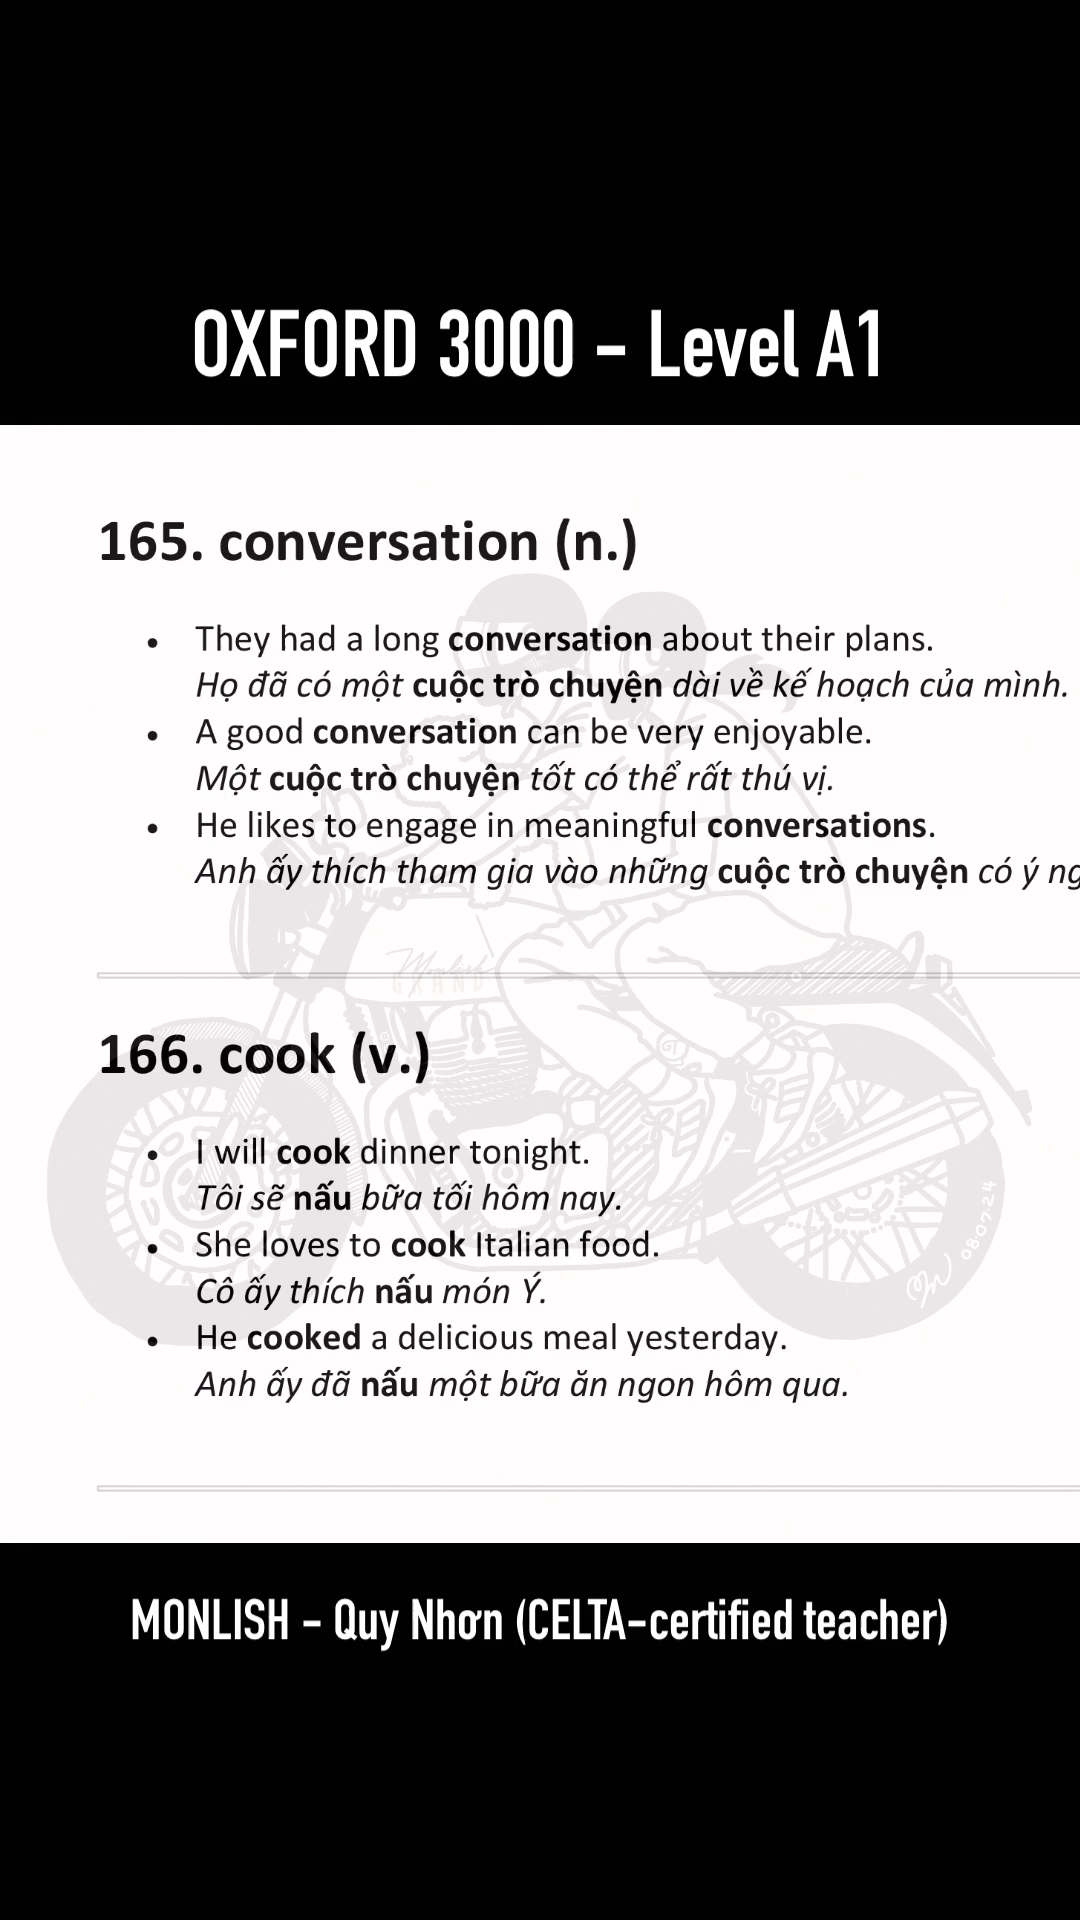 OXFORD 3000 - Level A1
165. conversation (n.)
• They had a long conversation about their plans.
Họ đã có một cuộc trò chuyện dài về kế hoạch của mình.
• A good conversation can be very enjoyable.
Một cuộc trò chuyện tốt có thể rất thú vị.
• He likes to engage in meaningful conversations.
Anh ấy thích tham gia vào những cuộc trò chuyện có ý
Monlish
GRAND
166. cook (v.)
GT
• I will cook dinner tonight.
Tôi sẽ nấu bữa tối hôm nay.
• She loves to cook Italian food.
Cô ấy thích nấu món Ý.
• He cooked a delicious meal yesterday.
Anh ấy đã nấu một bữa ăn ngon hôm qua.
080724
MONLISH - Quy Nhơn (CELTA-certified teacher)